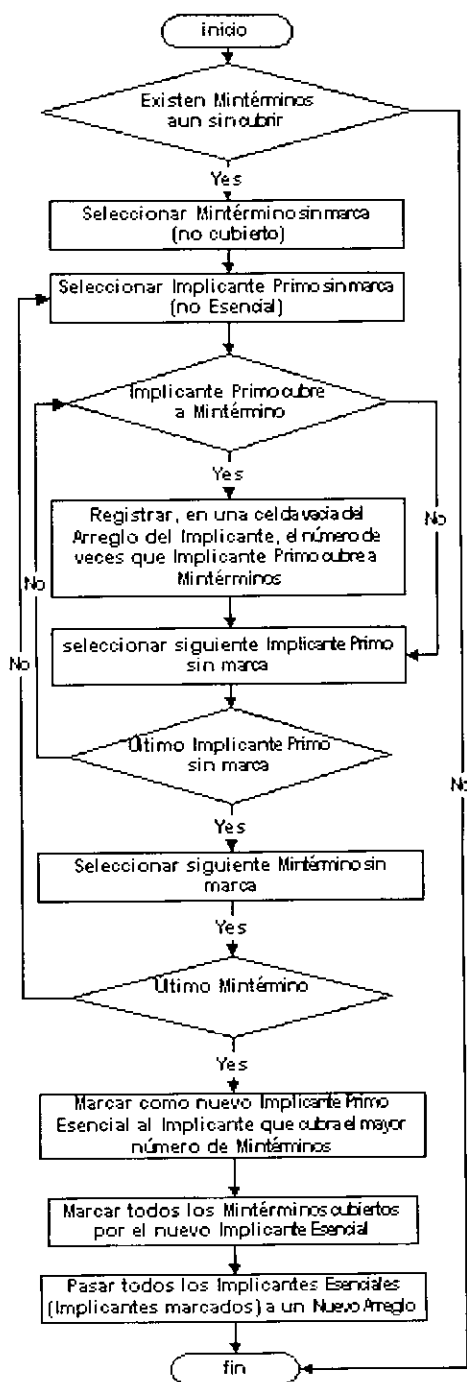 inicio
Existen Mintérminos
aun sin cubrir
Yes
Seleccionar Mintérmino sin marca
(no cubierto)
Seleccionar Implicante Primo sin marca
(no Esencial)
Implicante Primo cubre
a Mintérmino
Yes
No
Registrar, en una celda vacia del
Arreglo del Implicante, el número de
veces que Implicante Primo cubre a
Mintérminos
No
seleccionar siguiente Implicante Primo
sin marca
No
Último Implicante Primo
sin marca
No
Yes
Seleccionar siguiente Mintérmino sin
marca
Yes
Último Mintérmino
Yes
Marcar como nuevo Implicante Primo
Esencial al Implicante que cubra el mayor
número de Mintérminos
Marcar todos los Mintérminos cubiertos
por el nuevo Implicante Esencial
Pasar todos los Implicantes Esenciales
(Implicantes marcados) a un Nuevo Arreglo
fin